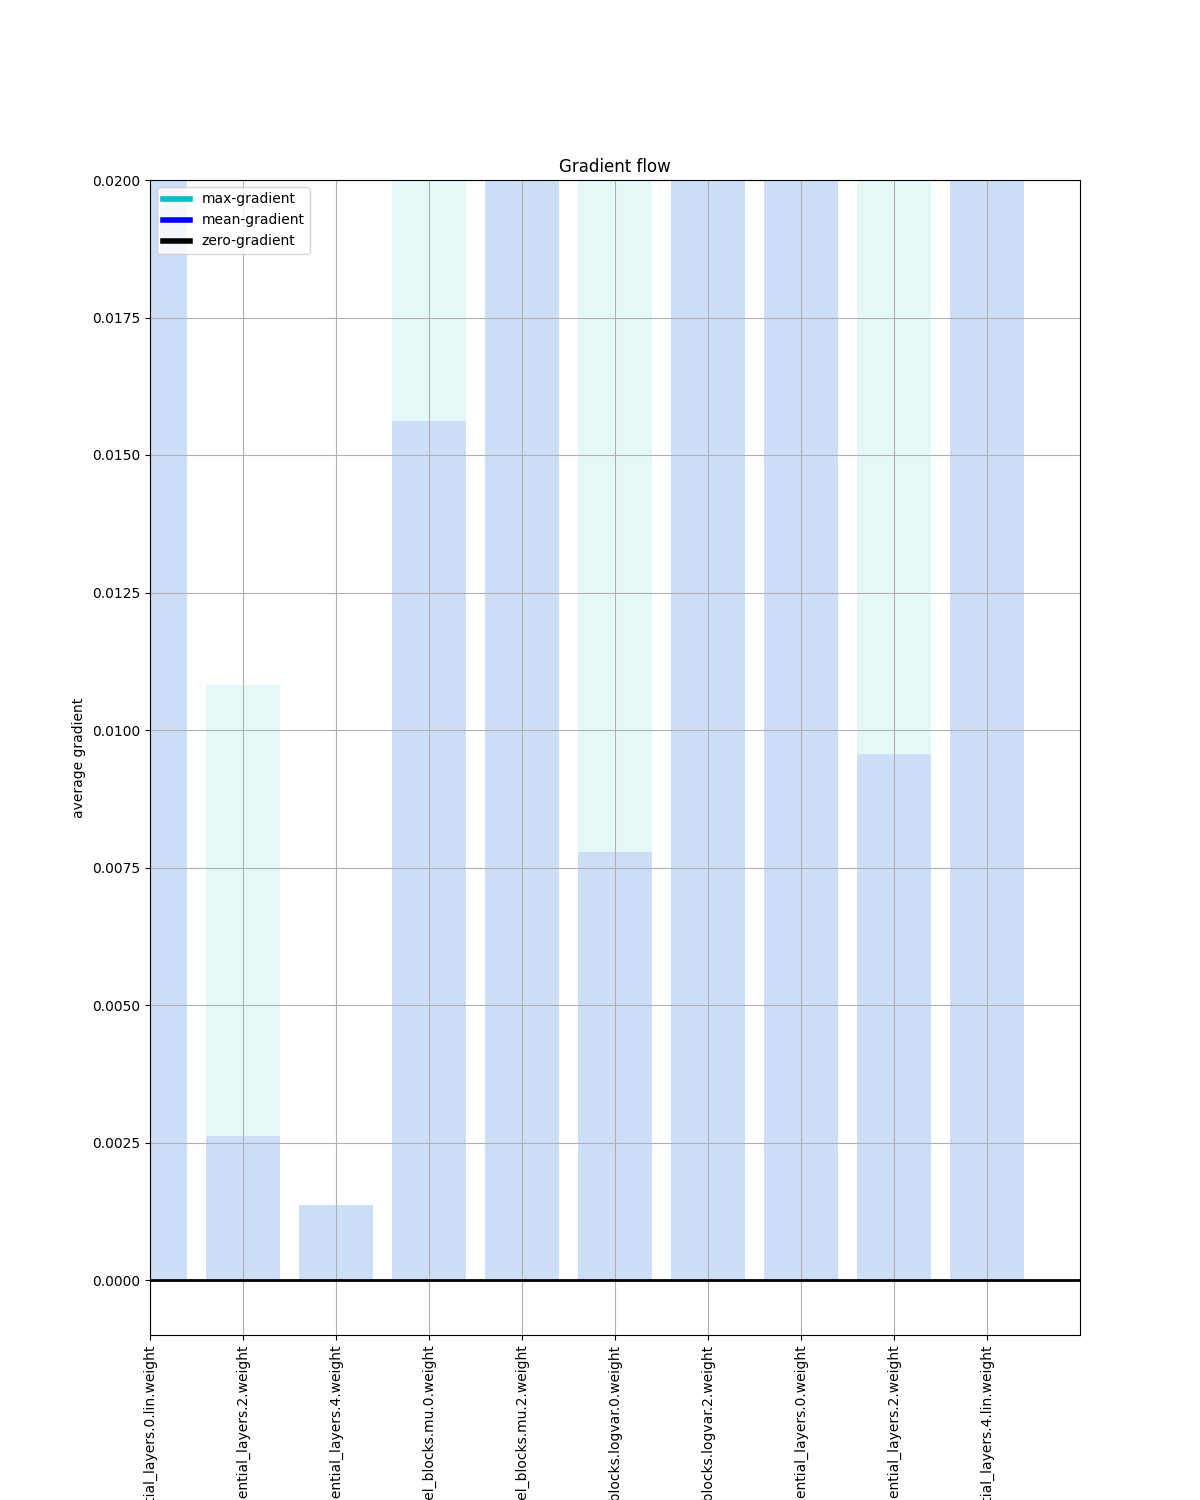 Gradient flow
max-gradient
mean-gradient
zero-gradient
0.0200
0.0175
0.0150
0.0125
0.0100
0.0075
0.0050
0.0025
0.0000
average gradient
tial_layers.0.lin.weight
ential_layers.2.weight
ential_layers.4.weight
el_blocks.mu.0.weight
el_blocks.mu.2.weight
blocks.logvar.0.weight
blocks.logvar.2.weight
ential_layers.0.weight
ential_layers.2.weight
tial_layers.4.lin.weight